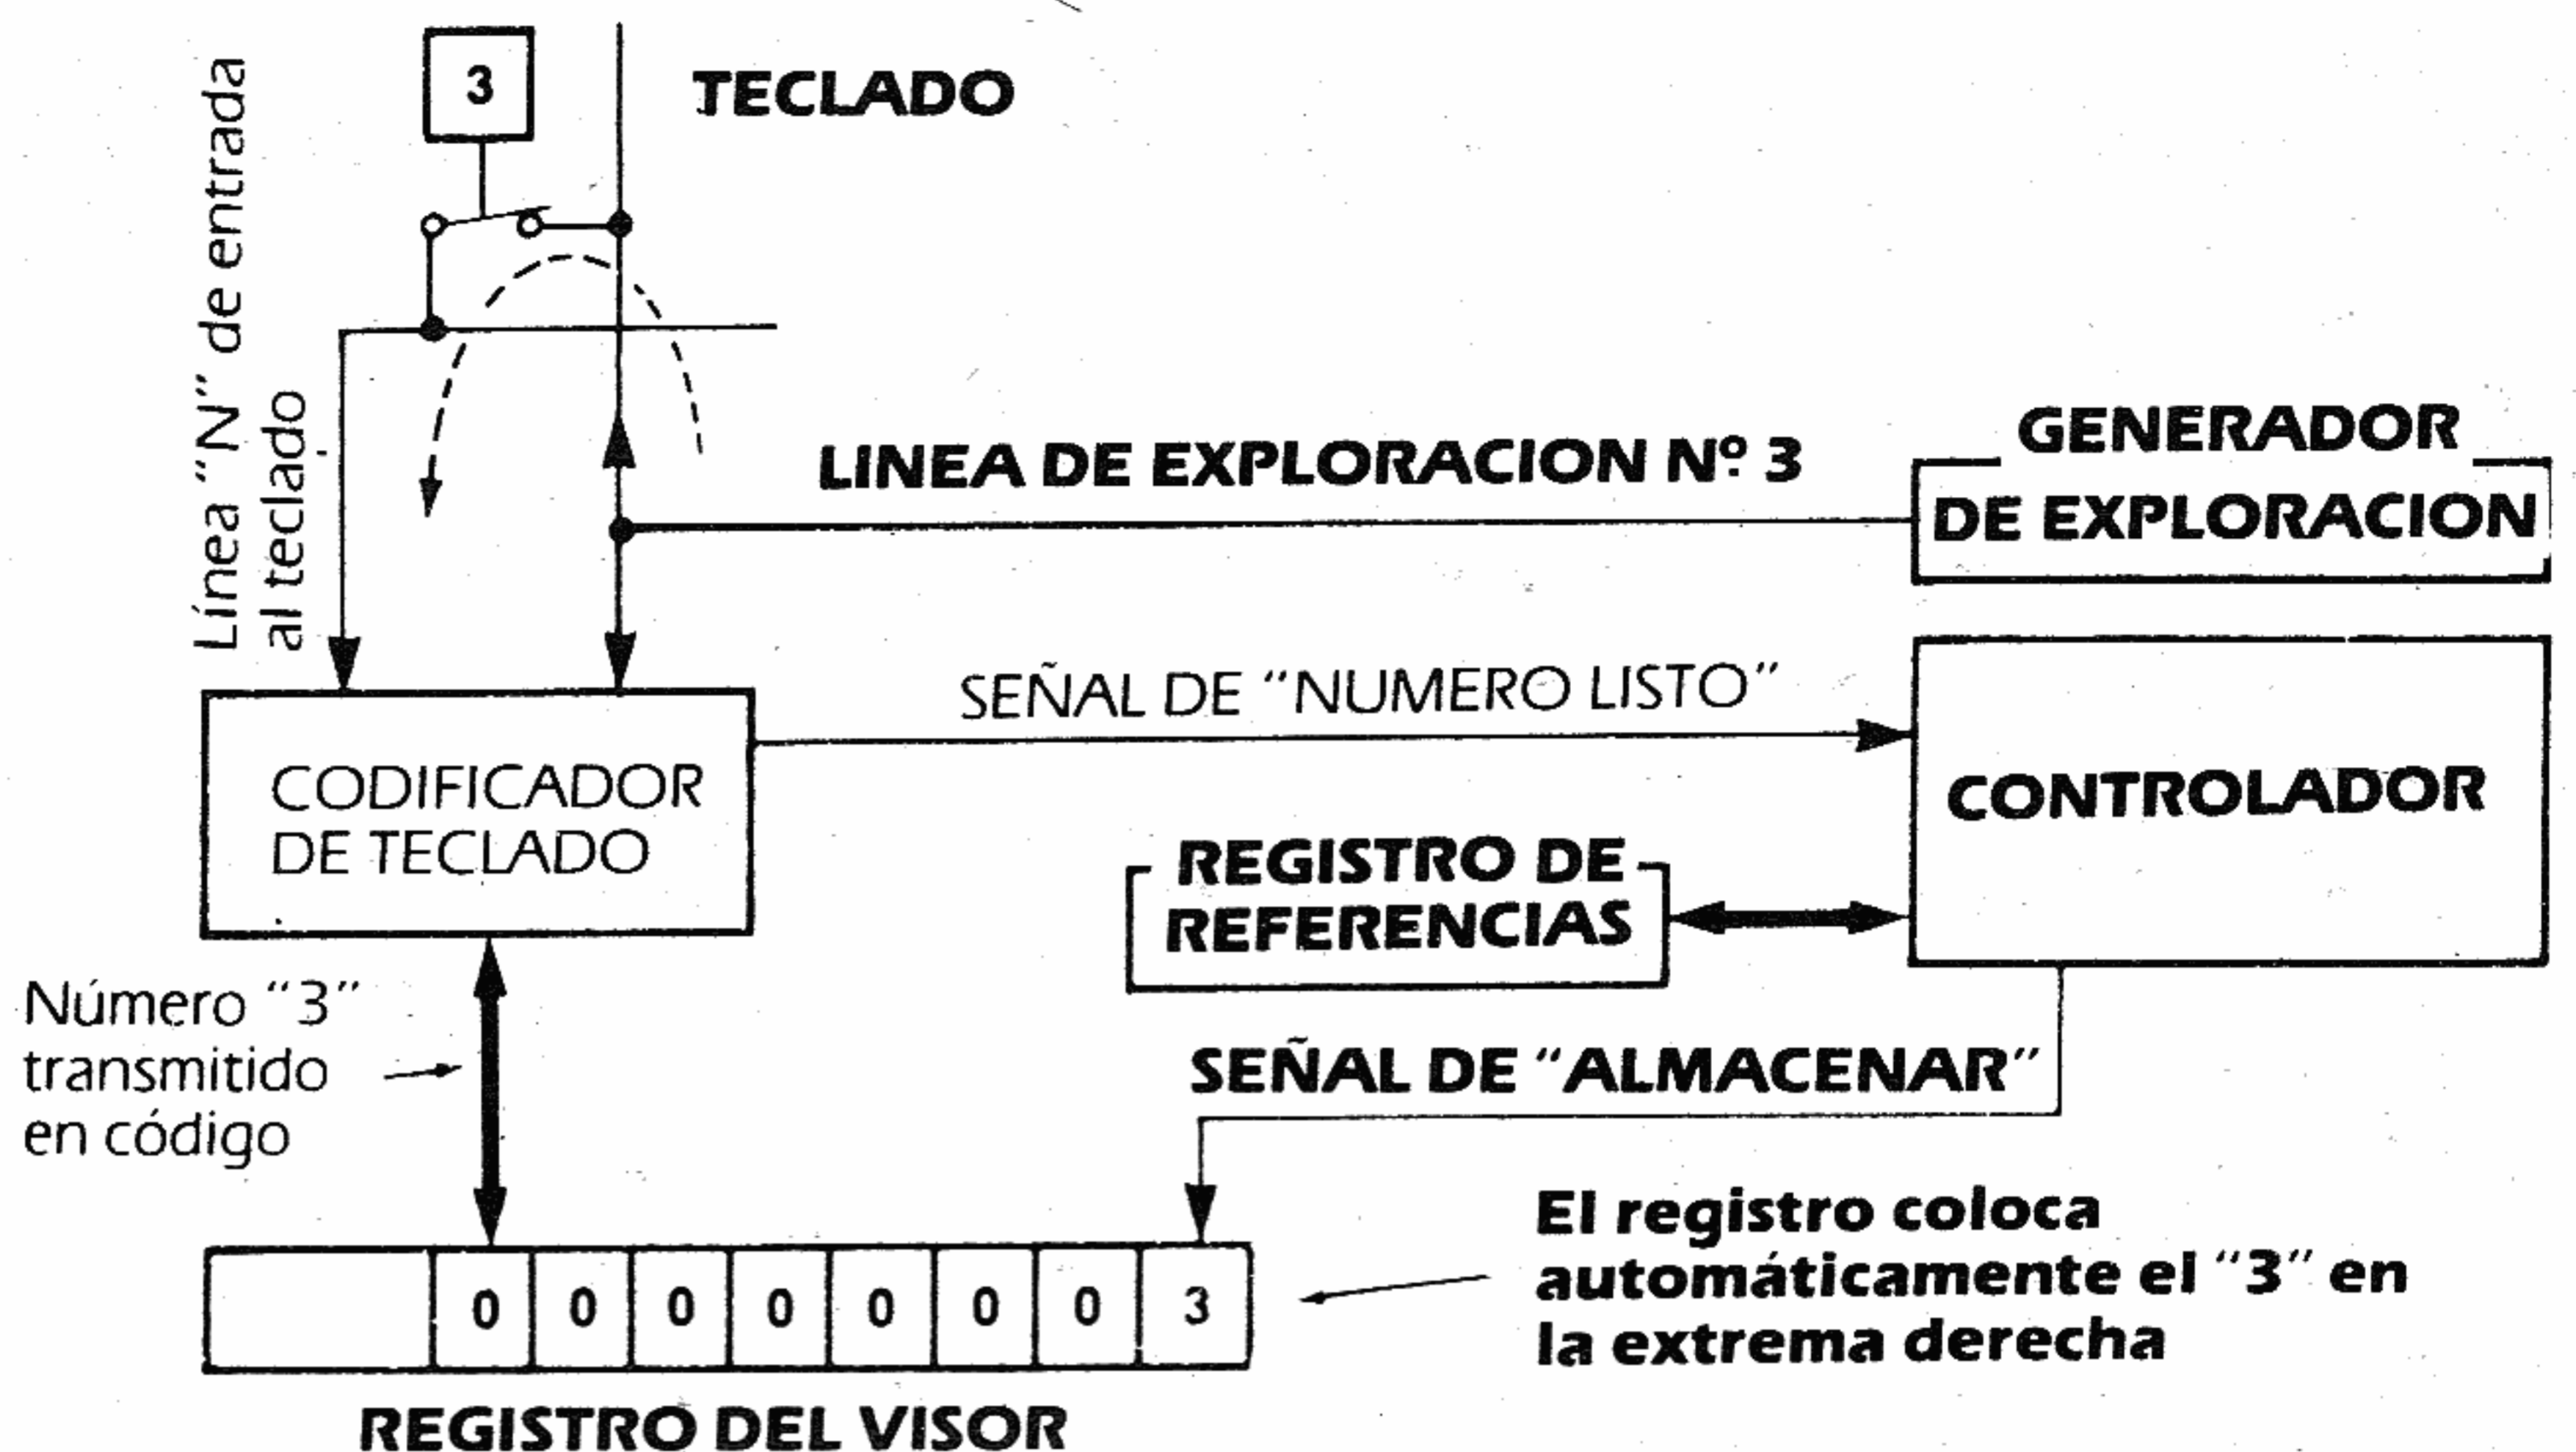 3
TECLADO
Línea "N" de entrada
al teclado
LINEA DE EXPLORACION Nº 3
GENERADOR
DE EXPLORACION
SEÑAL DE "NUMERO LISTO"
CODIFICADOR
DE TECLADO
CONTROLADOR
REGISTRO DE
REFERENCIAS
Número "3"
transmitido
en código
SEÑAL DE "ALMACENAR"
0 0 0 0 0 0 0 3
El registro coloca
automáticamente el "3" en
la extrema derecha
REGISTRO DEL VISOR